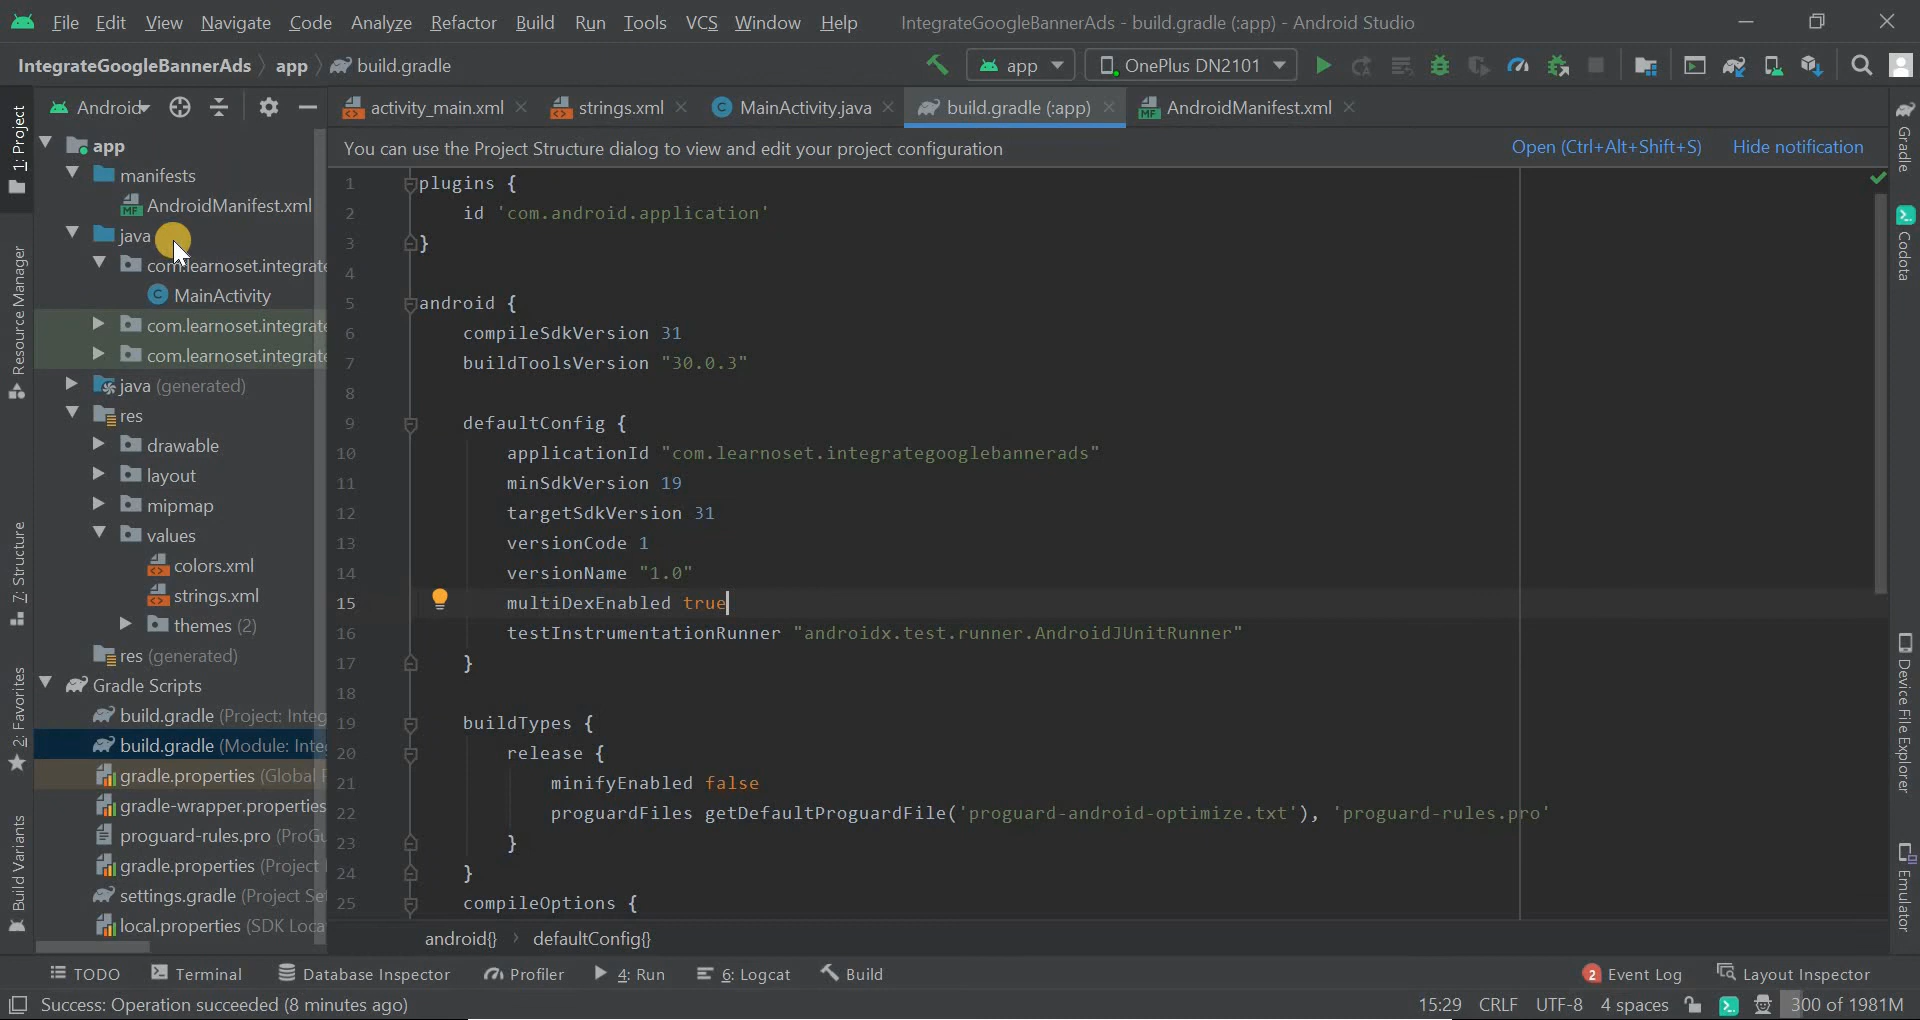 File Edit View Navigate Code Analyze Refactor Build Run Tools VCS Window Help IntegrateGoogleBannerAds - build.gradle (:app) - Android Studio
IntegrateGoogleBannerAds app build.gradle app OnePlus DN2101
Android activity_main.xml strings.xml MainActivity.java build.gradle (:app) AndroidManifest.xml
You can use the Project Structure dialog to view and edit your project configuration Open (Ctrl+Alt+Shift+S) Hide notification
1: Project
Resource Manager
7: Structure
2: Favorites
Build Variants
app
manifests
AndroidManifest.xml
java
com.learnoset.integrate
MainActivity
com.learnoset.integrate
com.learnoset.integrate
java (generated)
res
drawable
layout
mipmap
values
colors.xml
strings.xml
themes (2)
res (generated)
Gradle Scripts
build.gradle (Project: Integ
build.gradle (Module: Inte
gradle.properties (Global
gradle-wrapper.properties
proguard-rules.pro (ProGu
gradle.properties (Project
settings.gradle (Project Se
local.properties (SDK Loca
1 plugins {
2 id 'com.android.application'
3 }
4
5 android {
6 compileSdkVersion 31
7 buildToolsVersion "30.0.3"
8
9 defaultConfig {
10 applicationId "com.learnoset.integrategooglebannerads"
11 minSdkVersion 19
12 targetSdkVersion 31
13 versionCode 1
14 versionName "1.0"
15 multiDexEnabled true
16 testInstrumentationRunner "androidx.test.runner.AndroidJUnitRunner"
17 }
18
19 buildTypes {
20 release {
21 minifyEnabled false
22 proguardFiles getDefaultProguardFile('proguard-android-optimize.txt'), 'proguard-rules.pro'
23 }
24 }
25 compileOptions {
android{} defaultConfig{}
Gradle
Codota
Device File Explorer
Emulator
TODO Terminal Database Inspector Profiler 4: Run 6: Logcat Build 2 Event Log Layout Inspector
Success: Operation succeeded (8 minutes ago) 15:29 CRLF UTF-8 4 spaces 300 of 1981M